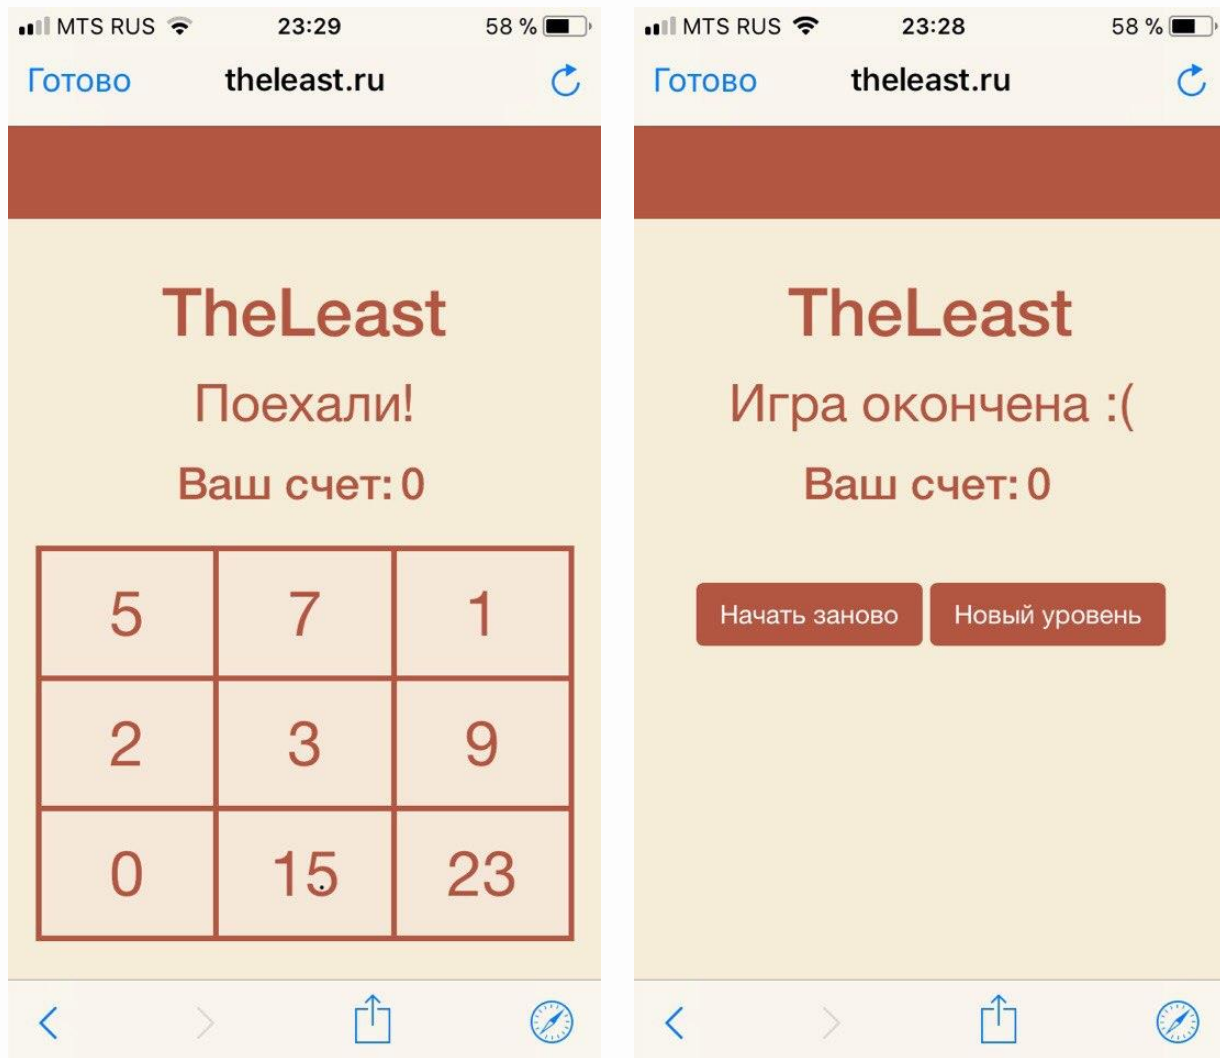 MTS RUS 23:29 58 %
Готово theleast.ru
TheLeast
Поехали!
Ваш счет: 0
5 7 1
2 3 9
0 15 23
MTS RUS 23:28 58 %
Готово theleast.ru
TheLeast
Игра окончена :(
Ваш счет: 0
Начать заново Новый уровень